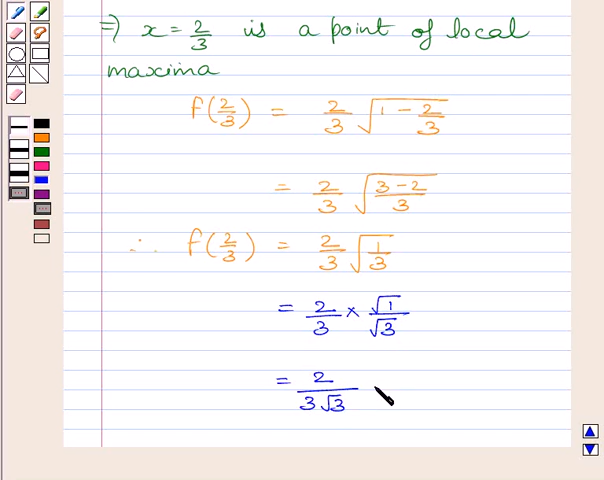 ⇒) x = 2/3 is a point of local
maxima
f(2/3) = 2/3 √(1 - 2/3)
= 2/3 √((3-2)/3)
∴ f(2/3) = 2/3 √(1/3)
= 2/3 × √1/√3
= 2/(3√3)